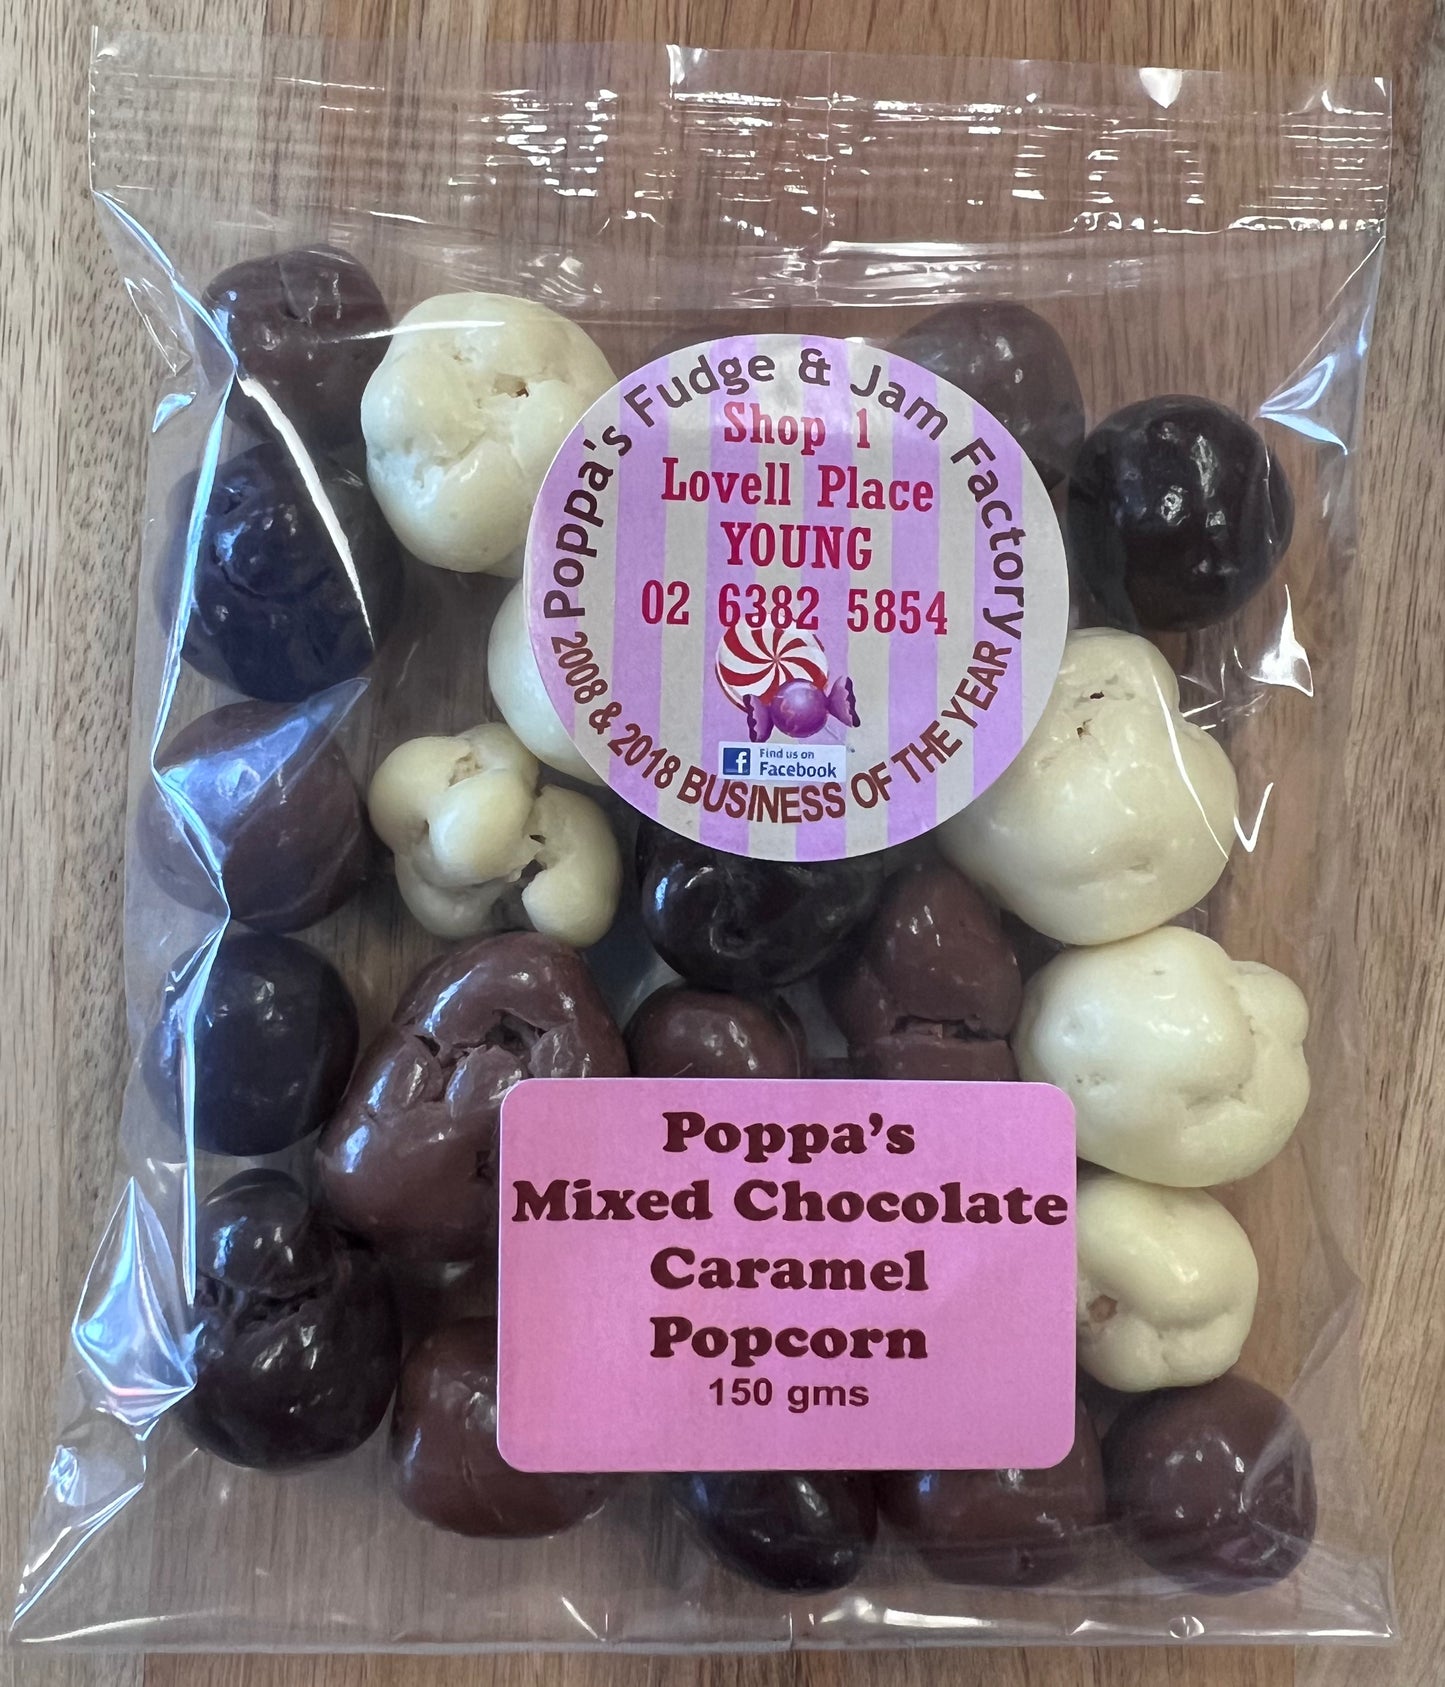 Poppa's Fudge & Jam Factory
Shop 1
Lovell Place
YOUNG
02 6382 5854
Find us on
f Facebook
2008 & 2018 BUSINESS OF THE YEAR
Poppa's
Mixed Chocolate
Caramel
Popcorn
150 gms